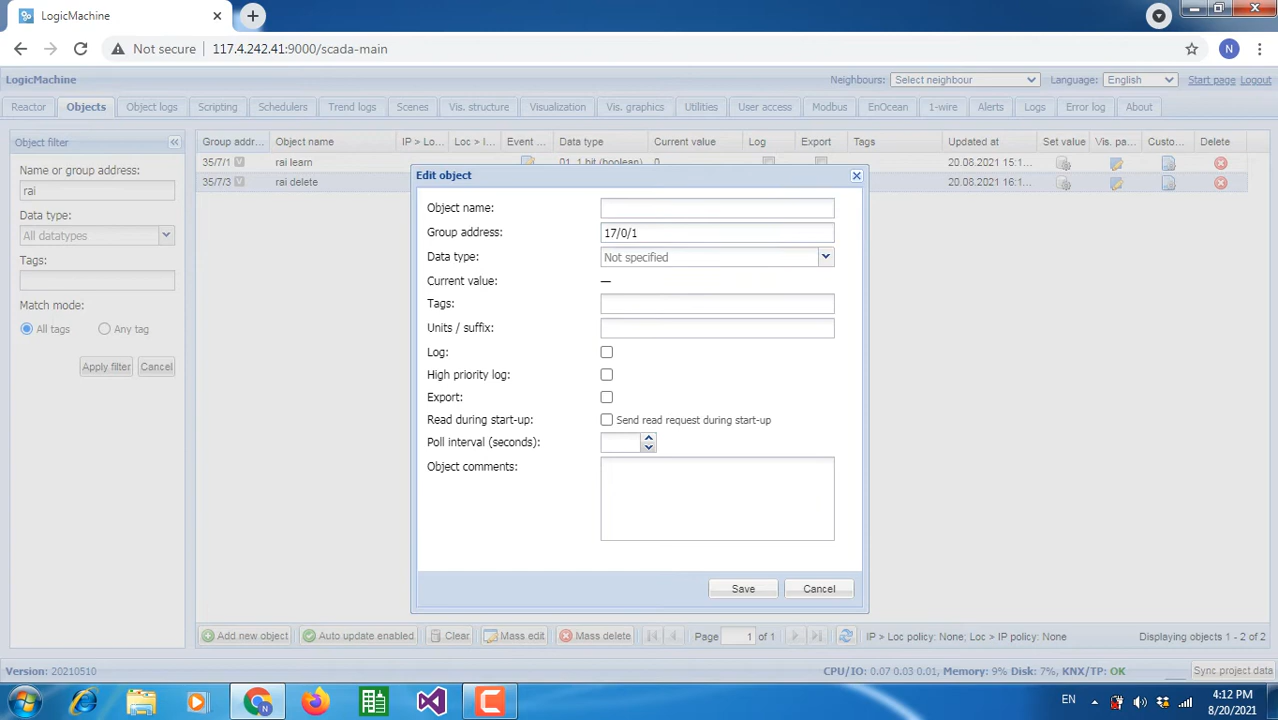 LogicMachine
Not secure 117.4.242.41:9000/scada-main
N
LogicMachine Neighbours: Select neighbour Language: English Start page Logout
Reactor Objects Object logs Scripting Schedulers Trend logs Scenes Vis. structure Visualization Vis. graphics Utilities User access Modbus EnOcean 1-wire Alerts Logs Error log About
Object filter
Name or group address:
rai
Data type:
All datatypes
Tags:
Match mode:
All tags Any tag
Apply filter Cancel
Group addr... Object name IP > Lo... Loc > I... Event ... Data type Current value Log Export Tags Updated at Set value Vis. pa... Custo... Delete
35/7/1 V rai learn 01. 1 bit (boolean) 0 20.08.2021 15:1...
35/7/3 V rai delete 20.08.2021 16:1...
Edit object
Object name:
Group address: 17/0/1
Data type: Not specified
Current value: —
Tags:
Units / suffix:
Log:
High priority log:
Export:
Read during start-up: Send read request during start-up
Poll interval (seconds):
Object comments:
Save Cancel
Add new object Auto update enabled Clear Mass edit Mass delete Page 1 of 1 IP > Loc policy: None; Loc > IP policy: None Displaying objects 1 - 2 of 2
Version: 20210510 CPU/IO: 0.07 0.03 0.01, Memory: 9% Disk: 7%, KNX/TP: OK Sync project data
EN 4:12 PM
8/20/2021